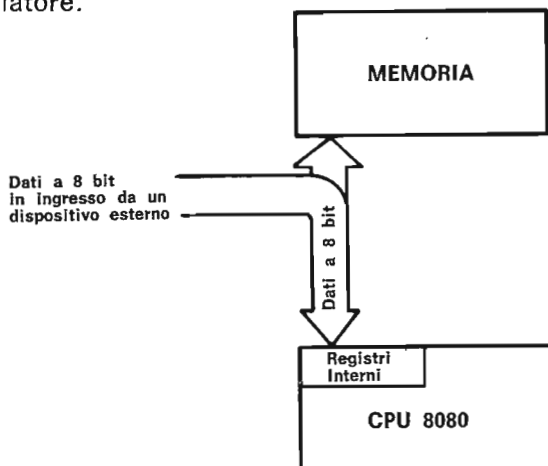 latore.
MEMORIA
Dati a 8 bit
in ingresso da un
dispositivo esterno
Dati a 8 bit
Registri
Interni
CPU 8080